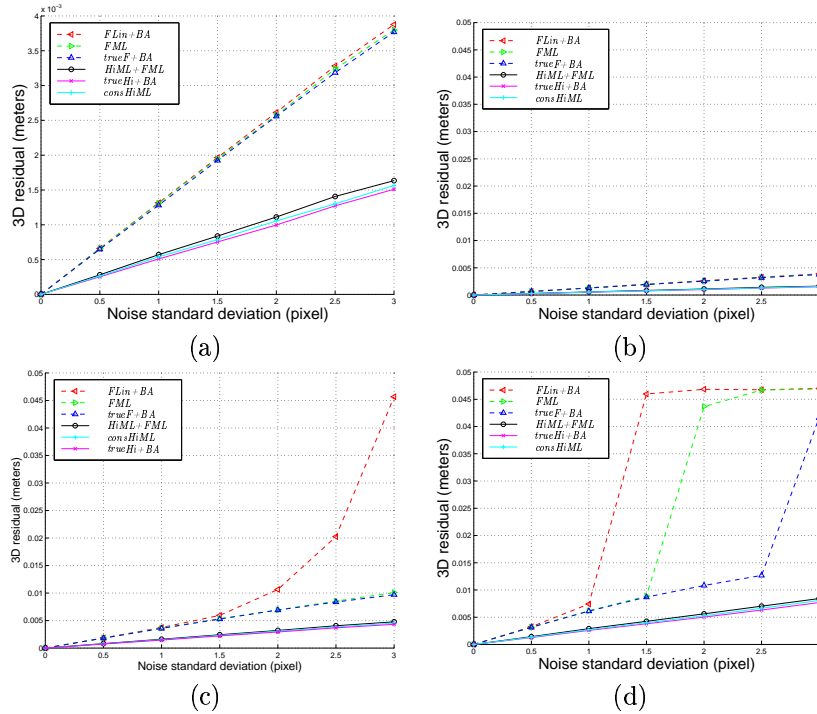 4 x 10⁻³
3.5
3
2.5
2
1.5
1
0.5
0
3D residual (meters)
FLin+BA
FML
trueF+BA
HiML+FML
trueHi+BA
consHiML
0 0.5 1 1.5 2 2.5 3
Noise standard deviation (pixel)
(a)
0.05
0.045
0.04
0.035
0.03
0.025
0.02
0.015
0.01
0.005
0
3D residual (meters)
FLin+BA
FML
trueF+BA
HiML+FML
trueHi+BA
consHiML
0 0.5 1 1.5 2 2.5
Noise standard deviation (pixel)
(b)
0.05
0.045
0.04
0.035
0.03
0.025
0.02
0.015
0.01
0.005
0
3D residual (meters)
FLin+BA
FML
trueF+BA
HiML+FML
consHiML
trueHi+BA
0 0.5 1 1.5 2 2.5 3
Noise standard deviation (pixel)
(c)
0.05
0.045
0.04
0.035
0.03
0.025
0.02
0.015
0.01
0.005
0
3D residual (meters)
FLin+BA
FML
trueF+BA
HiML+FML
trueHi+BA
consHiML
0 0.5 1 1.5 2 2.5
Noise standard deviation (pixel)
(d)